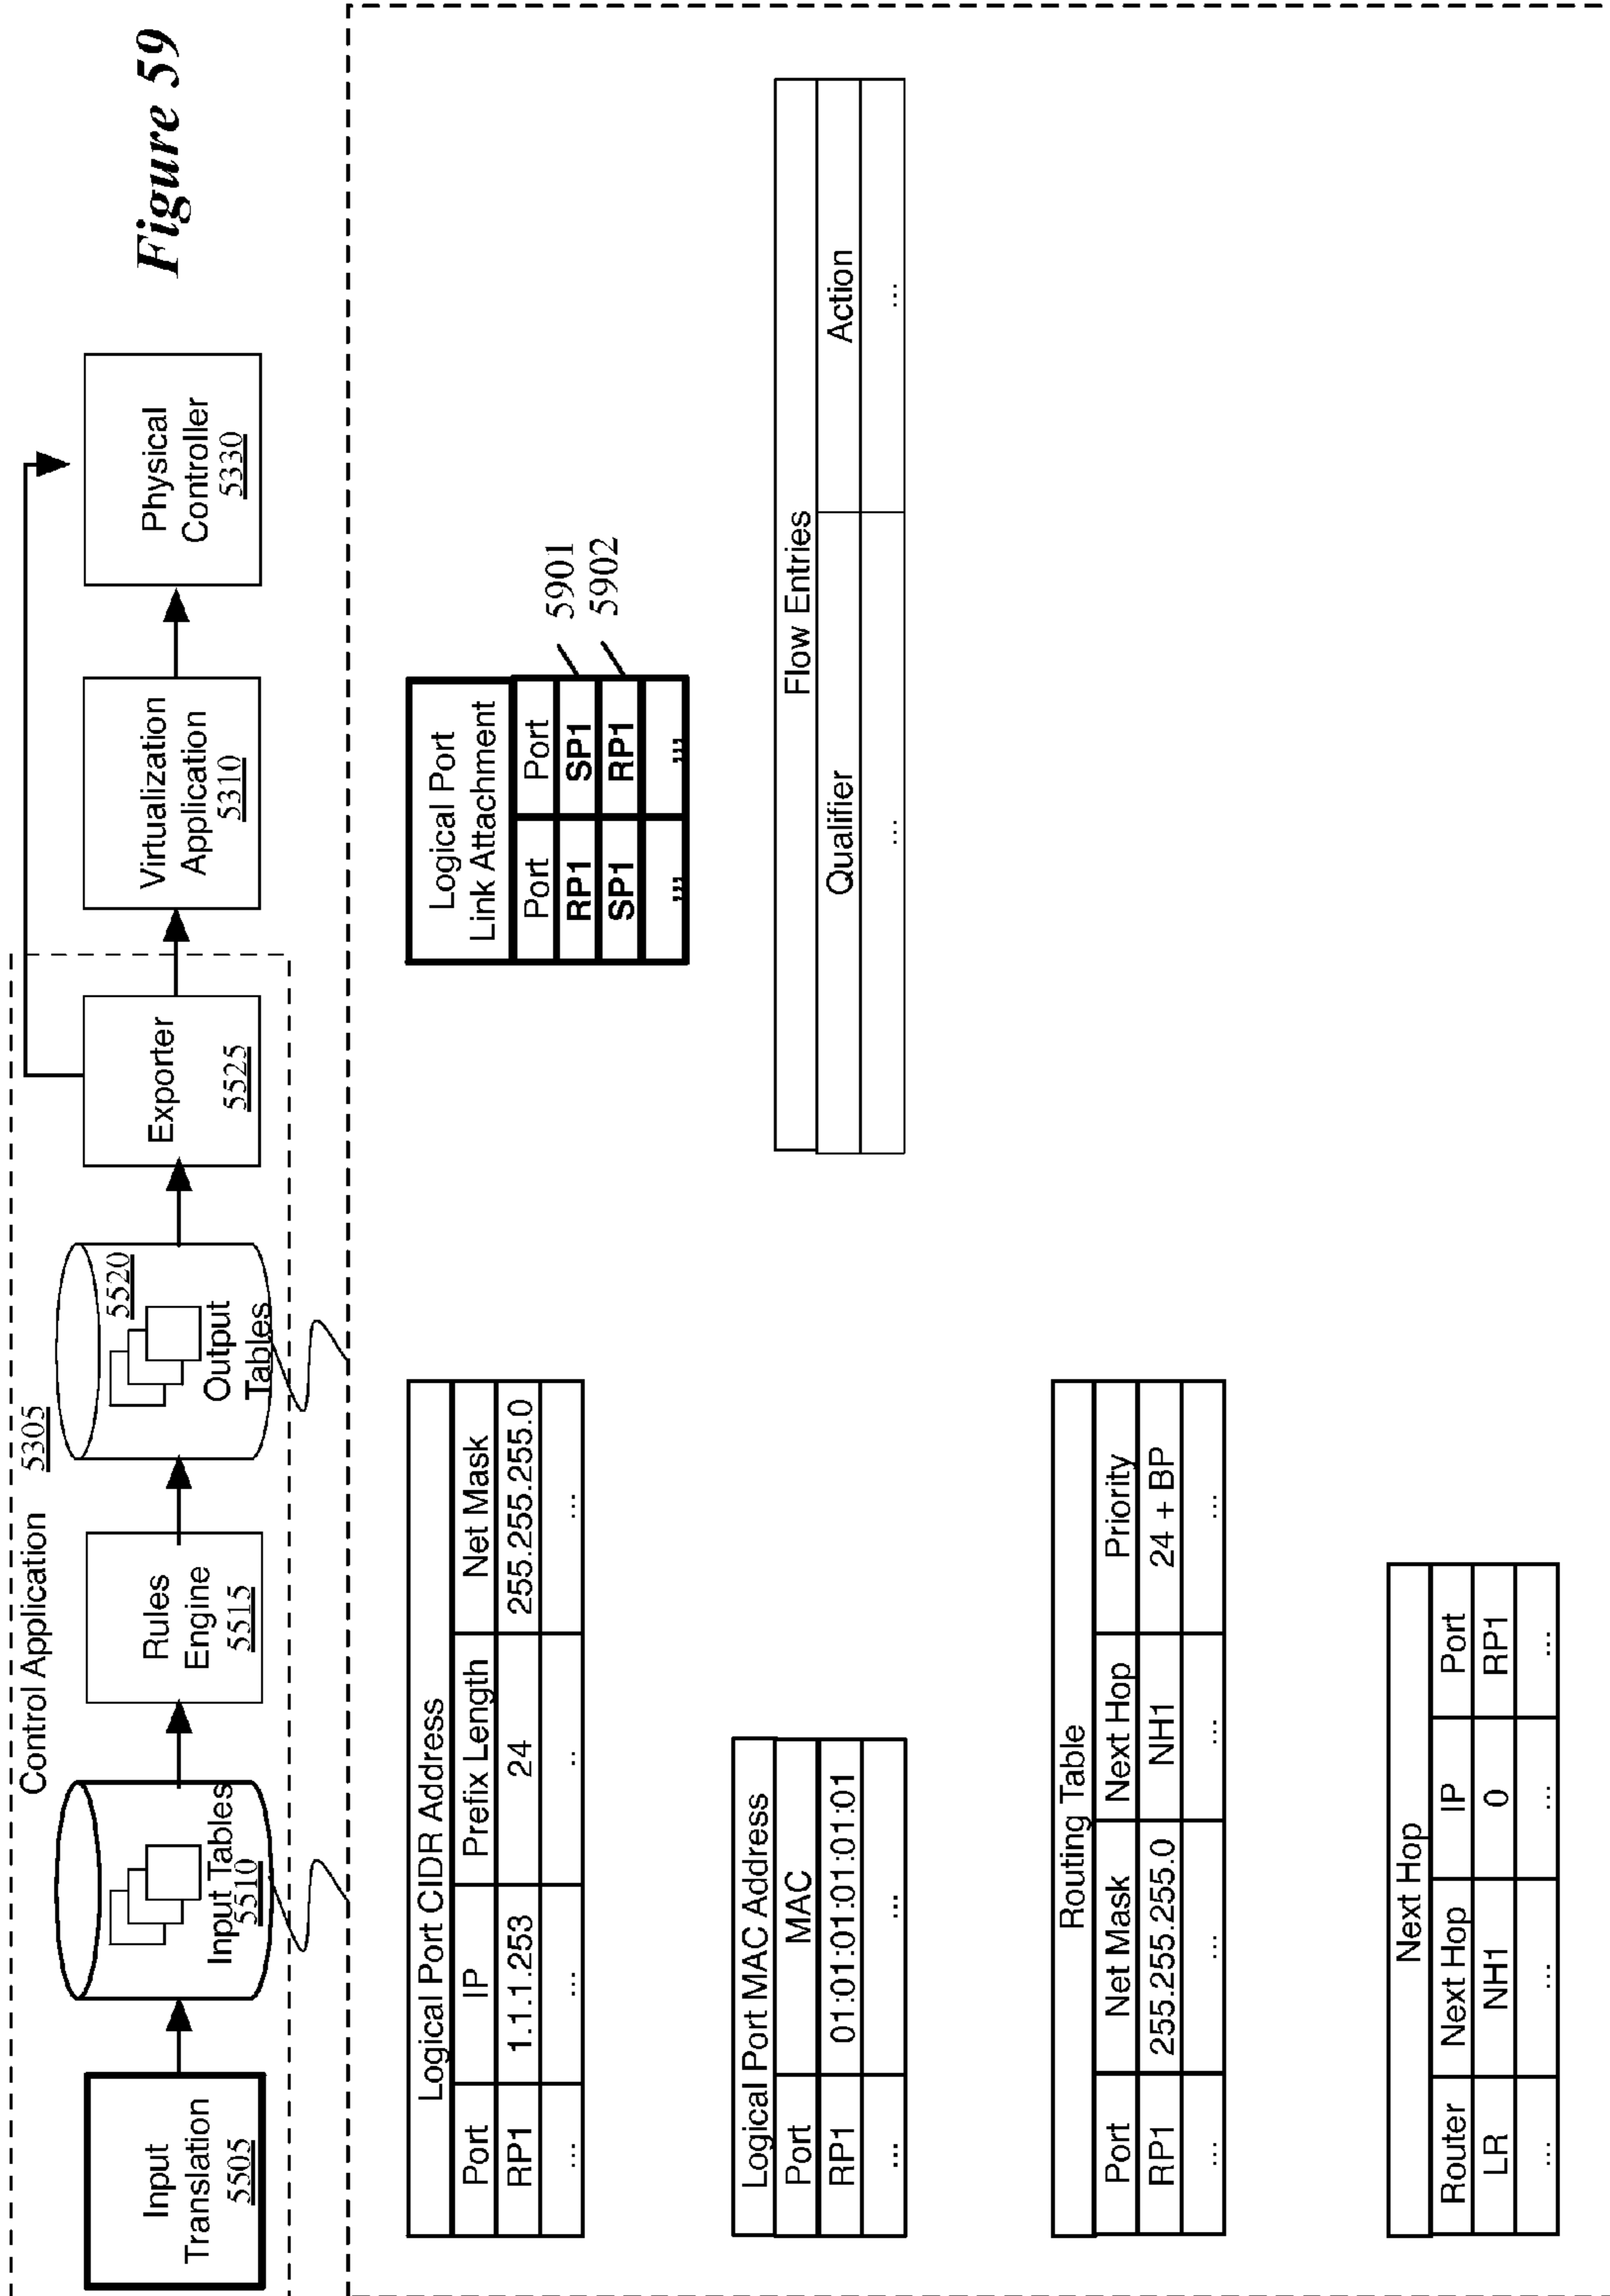 Figure 59
Control Application
5305
Input
Translation
5505
Input Tables
5510
Rules
Engine
5515
5520
Output
Tables
Exporter
5525
Virtualization
Application
5310
Physical
Controller
5330
Logical Port CIDR Address
Port IP Prefix Length Net Mask
RP1 1.1.1.253 24 255.255.255.0
... ... .. ...
Logical Port
Link Attachment
Port Port
RP1 SP1
5901
SP1 RP1
5902
,,, ,,,
Logical Port MAC Address
Port MAC
RP1 01:01:01:01:01:01
... ...
Flow Entries
Qualifier Action
... ...
Routing Table
Port Net Mask Next Hop Priority
RP1 255.255.255.0 NH1 24 + BP
... ... ... ...
Next Hop
Router Next Hop IP Port
LR NH1 0 RP1
... ... ... ...